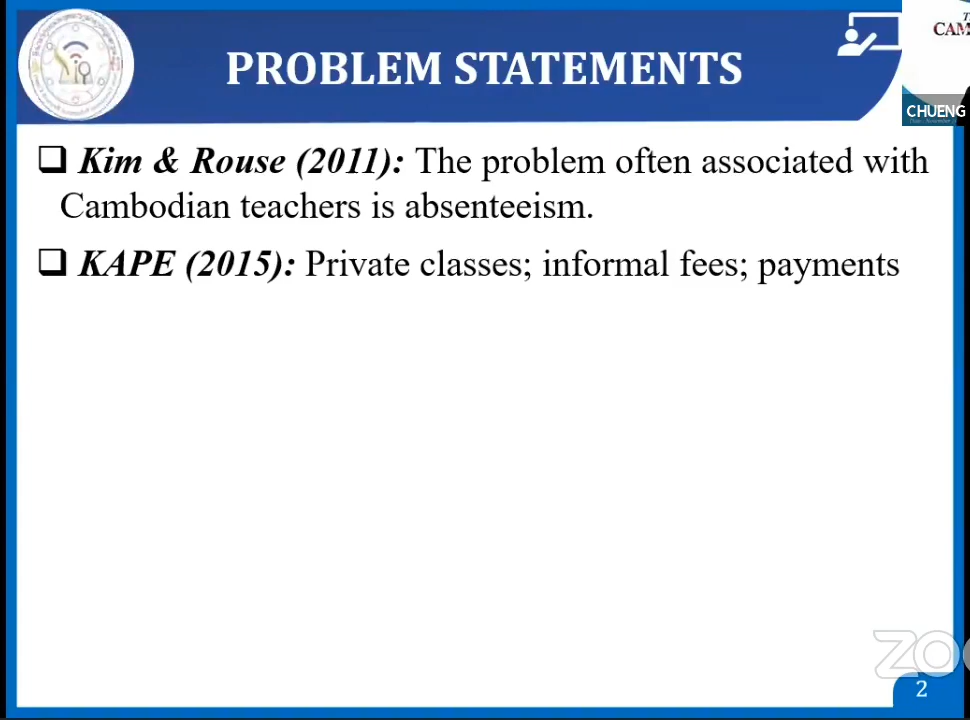 PROBLEM STATEMENTS
CAM
CHUENG
❑ Kim & Rouse (2011): The problem often associated with
Cambodian teachers is absenteeism.
❑ KAPE (2015): Private classes; informal fees; payments
ZOO
2